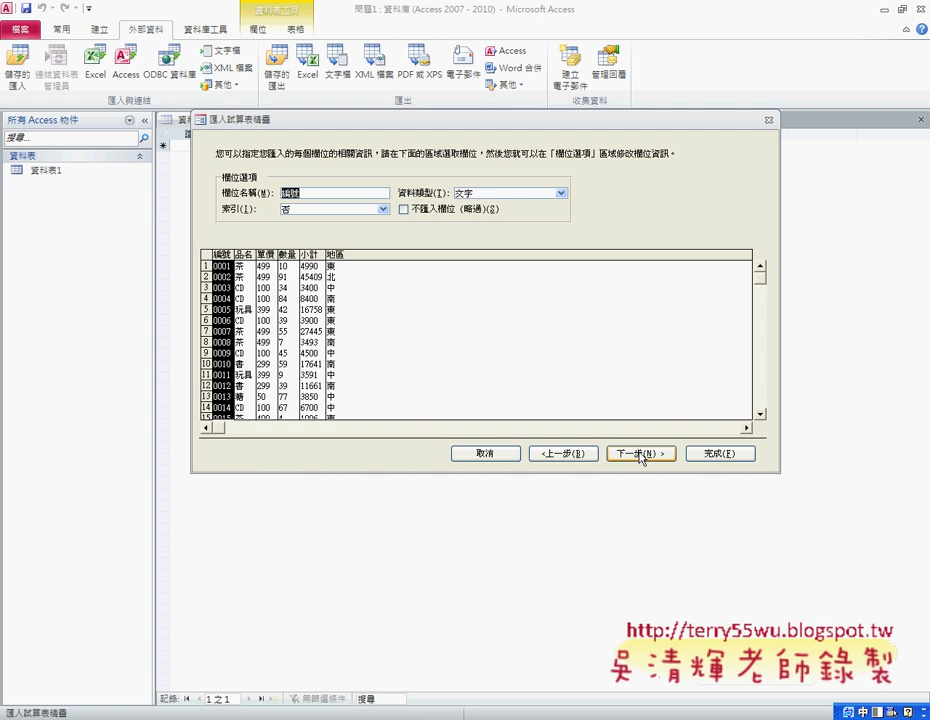 資料表工具
問題1 : 資料庫 (Access 2007 - 2010) - Microsoft Access
檔案 常用 建立 外部資料 資料庫工具 欄位 表格
儲存的匯入 連結資料表管理員 Excel Access ODBC 資料庫 文字檔 XML 檔案 其他
儲存的匯出 Excel 文字檔 XML 檔案 PDF 或 XPS 電子郵件 Access Word 合併 其他
建立電子郵件 管理回覆
匯入與連結 匯出 收集資料
所有 Access 物件
搜尋...
資料表
資料表1
匯入試算表精靈
您可以指定您匯入的每個欄位的相關資訊，請在下面的區域選取欄位，然後您就可以在「欄位選項」區域修改欄位資訊。
欄位選項
欄位名稱(M): 編號 資料類型(T): 文字
索引(I): 否 不匯入欄位 (略過)(S)
編號 品名 單價 數量 小計 地區
1 0001 茶 499 10 4990 東
2 0002 茶 499 91 45409 北
3 0003 CD 100 34 3400 中
4 0004 CD 100 84 8400 南
5 0005 玩具 399 42 16758 東
6 0006 CD 100 39 3900 東
7 0007 茶 499 55 27445 東
8 0008 茶 499 7 3493 南
9 0009 CD 100 45 4500 中
10 0010 書 299 59 17641 南
11 0011 玩具 399 9 3591 中
12 0012 書 299 39 11661 南
13 0013 糖 50 77 3850 中
14 0014 CD 100 67 6700 中
15 0015 茶 499 4 1996 東
取消 <上一步(B) 下一步(N) > 完成(F)
http://terry55wu.blogspot.tw
吳清輝老師錄製
記錄: 1 之 1 無篩選條件 搜尋
匯入試算表精靈
中